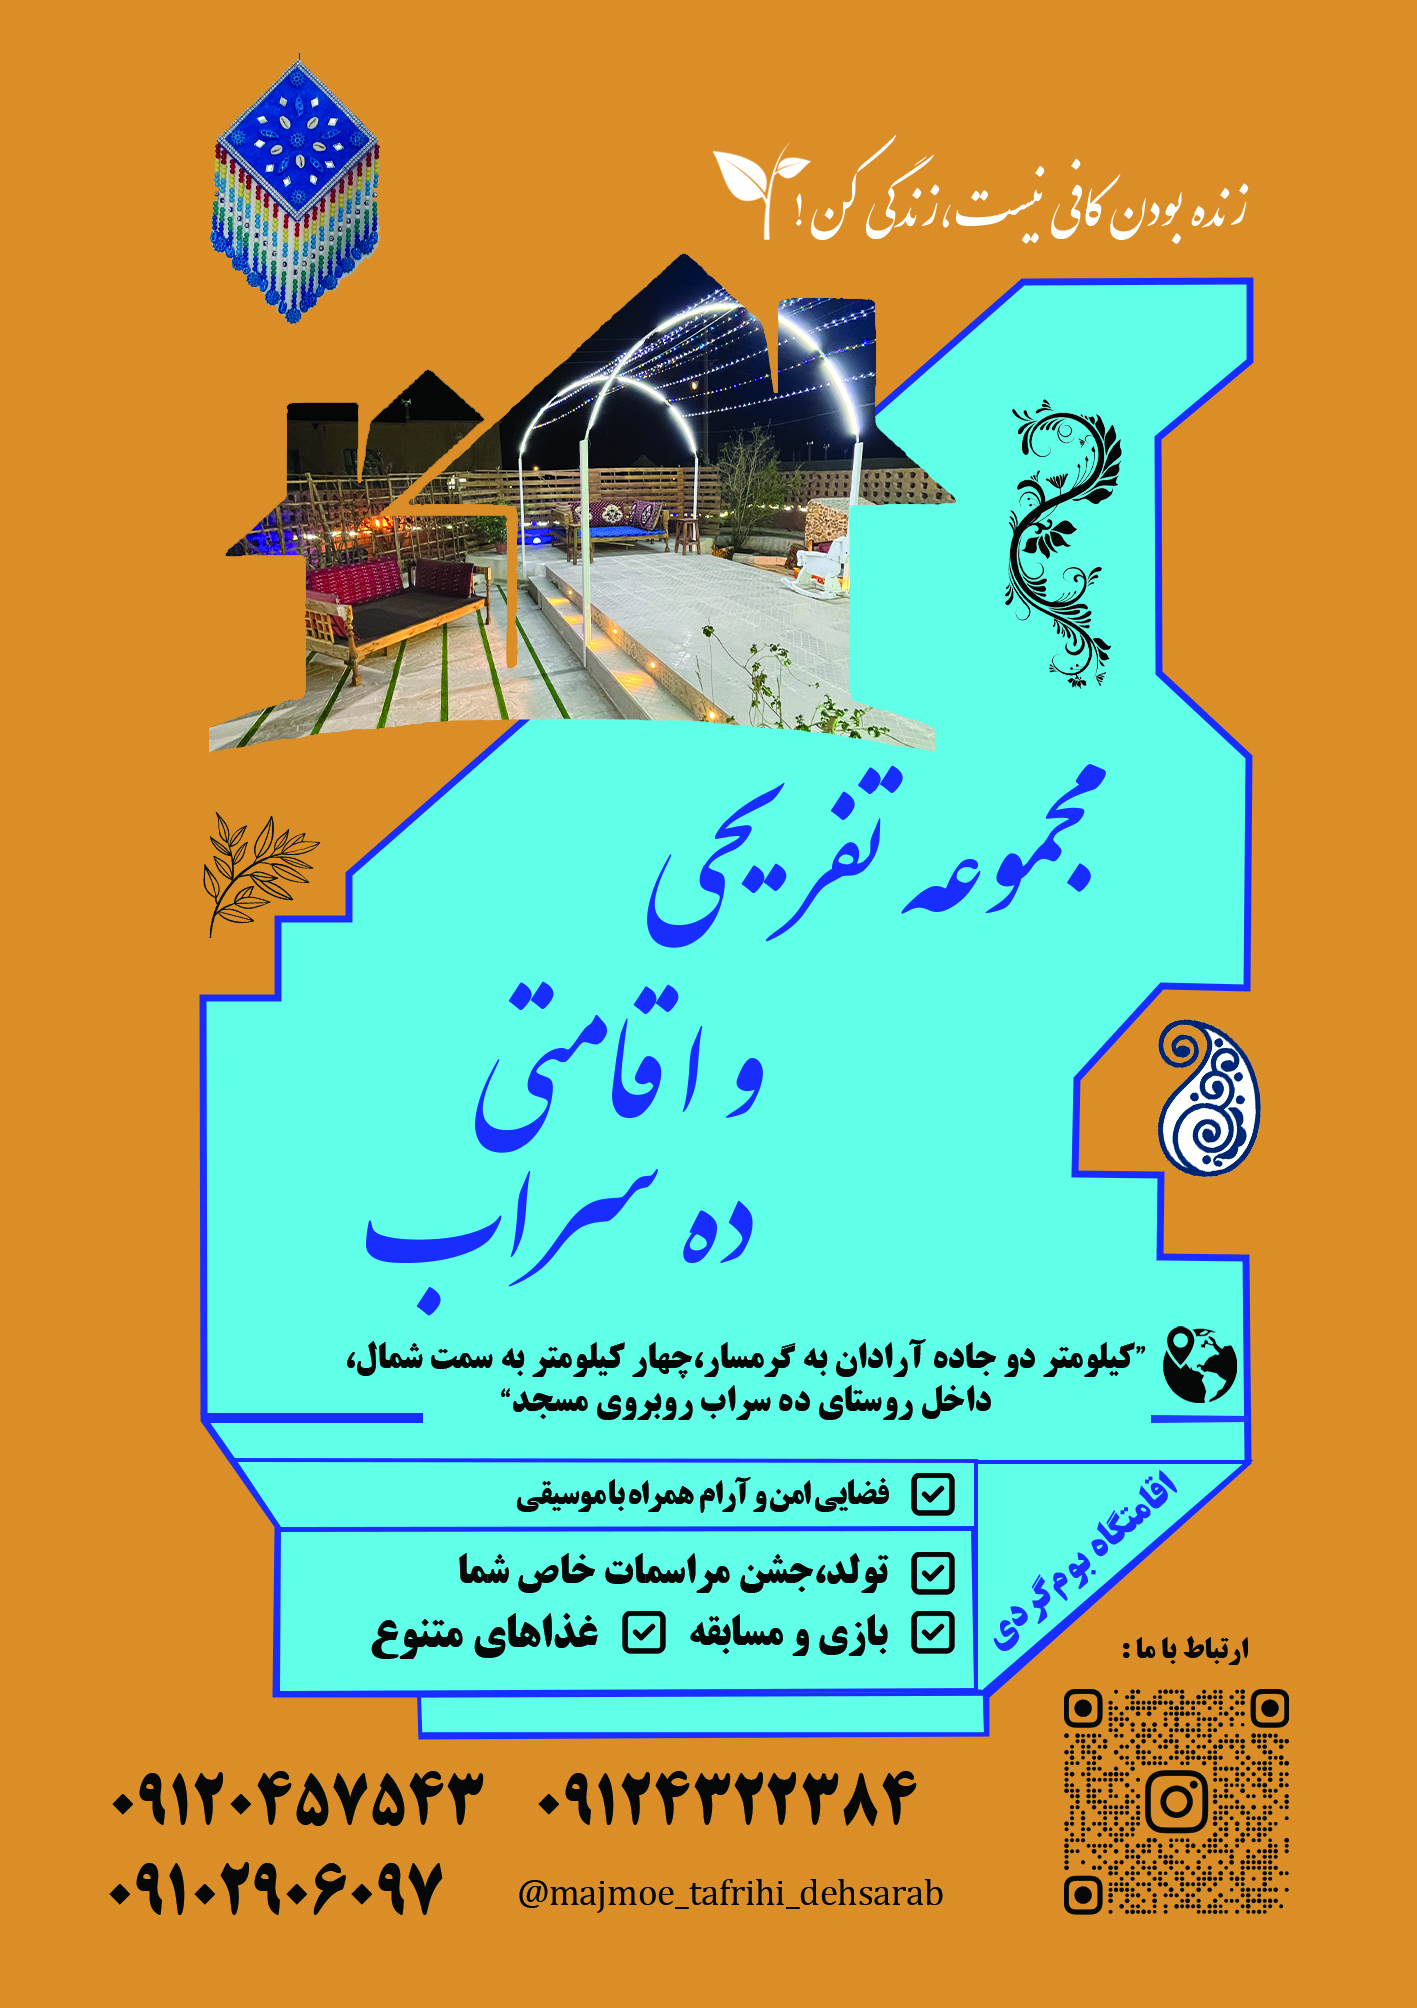 زنده بودن کافی نیست،زندگی کن!
مجموعه تفریحی
و اقامتی
ده سراب
”کیلومتر دو جاده آرادان به گرمسار،چهار کیلومتر به سمت شمال،
داخل روستای ده سراب روبروی مسجد“
فضایی امن و آرام همراه با موسیقی
تولد،جشن مراسمات خاص شما
بازی و مسابقه
غذاهای متنوع
اقامتگاه بوم‌گردی
ارتباط با ما :
۰۹۱۲۰۴۵۷۵۴۳
۰۹۱۲۴۳۲۲۳۸۴
۰۹۱۰۲۹۰۶۰۹۷
@majmoe_tafrihi_dehsarab